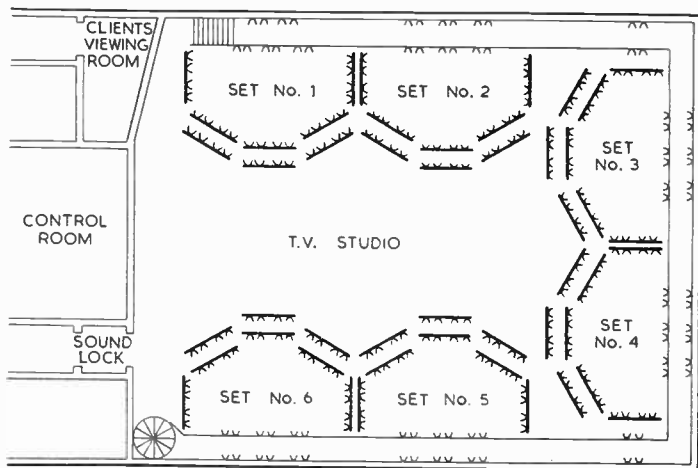 CLIENTS
VIEWING
ROOM
SET No. 1
SET No. 2
SET
No. 3
CONTROL
ROOM
T.V. STUDIO
SOUND
LOCK
SET
No. 4
SET No. 6
SET No. 5